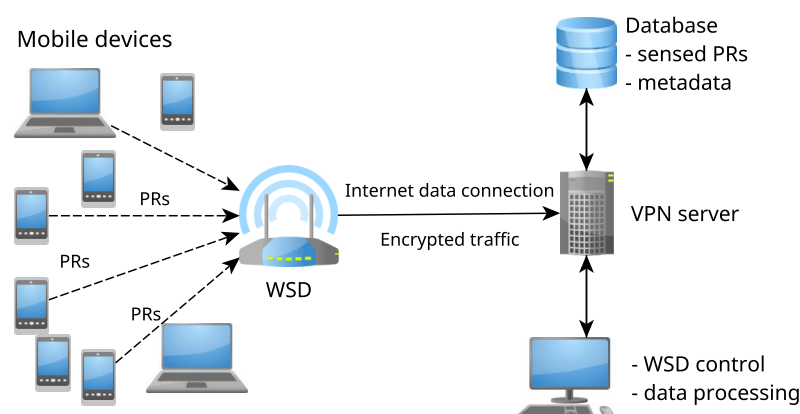 Mobile devices
PRs
PRs
PRs
WSD
Internet data connection
Encrypted traffic
Database
- sensed PRs
- metadata
VPN server
- WSD control
- data processing